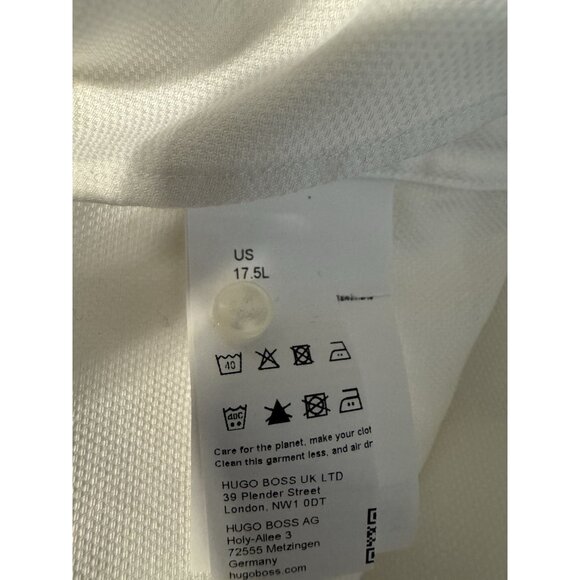 US
17.5L
40
40C
Care for the planet, make your clot
Clean this garment less, and air dr
HUGO BOSS UK LTD
39 Plender Street
London, NW1 0DT
HUGO BOSS AG
Holy-Allee 3
72555 Metzingen
Germany
hugoboss.com